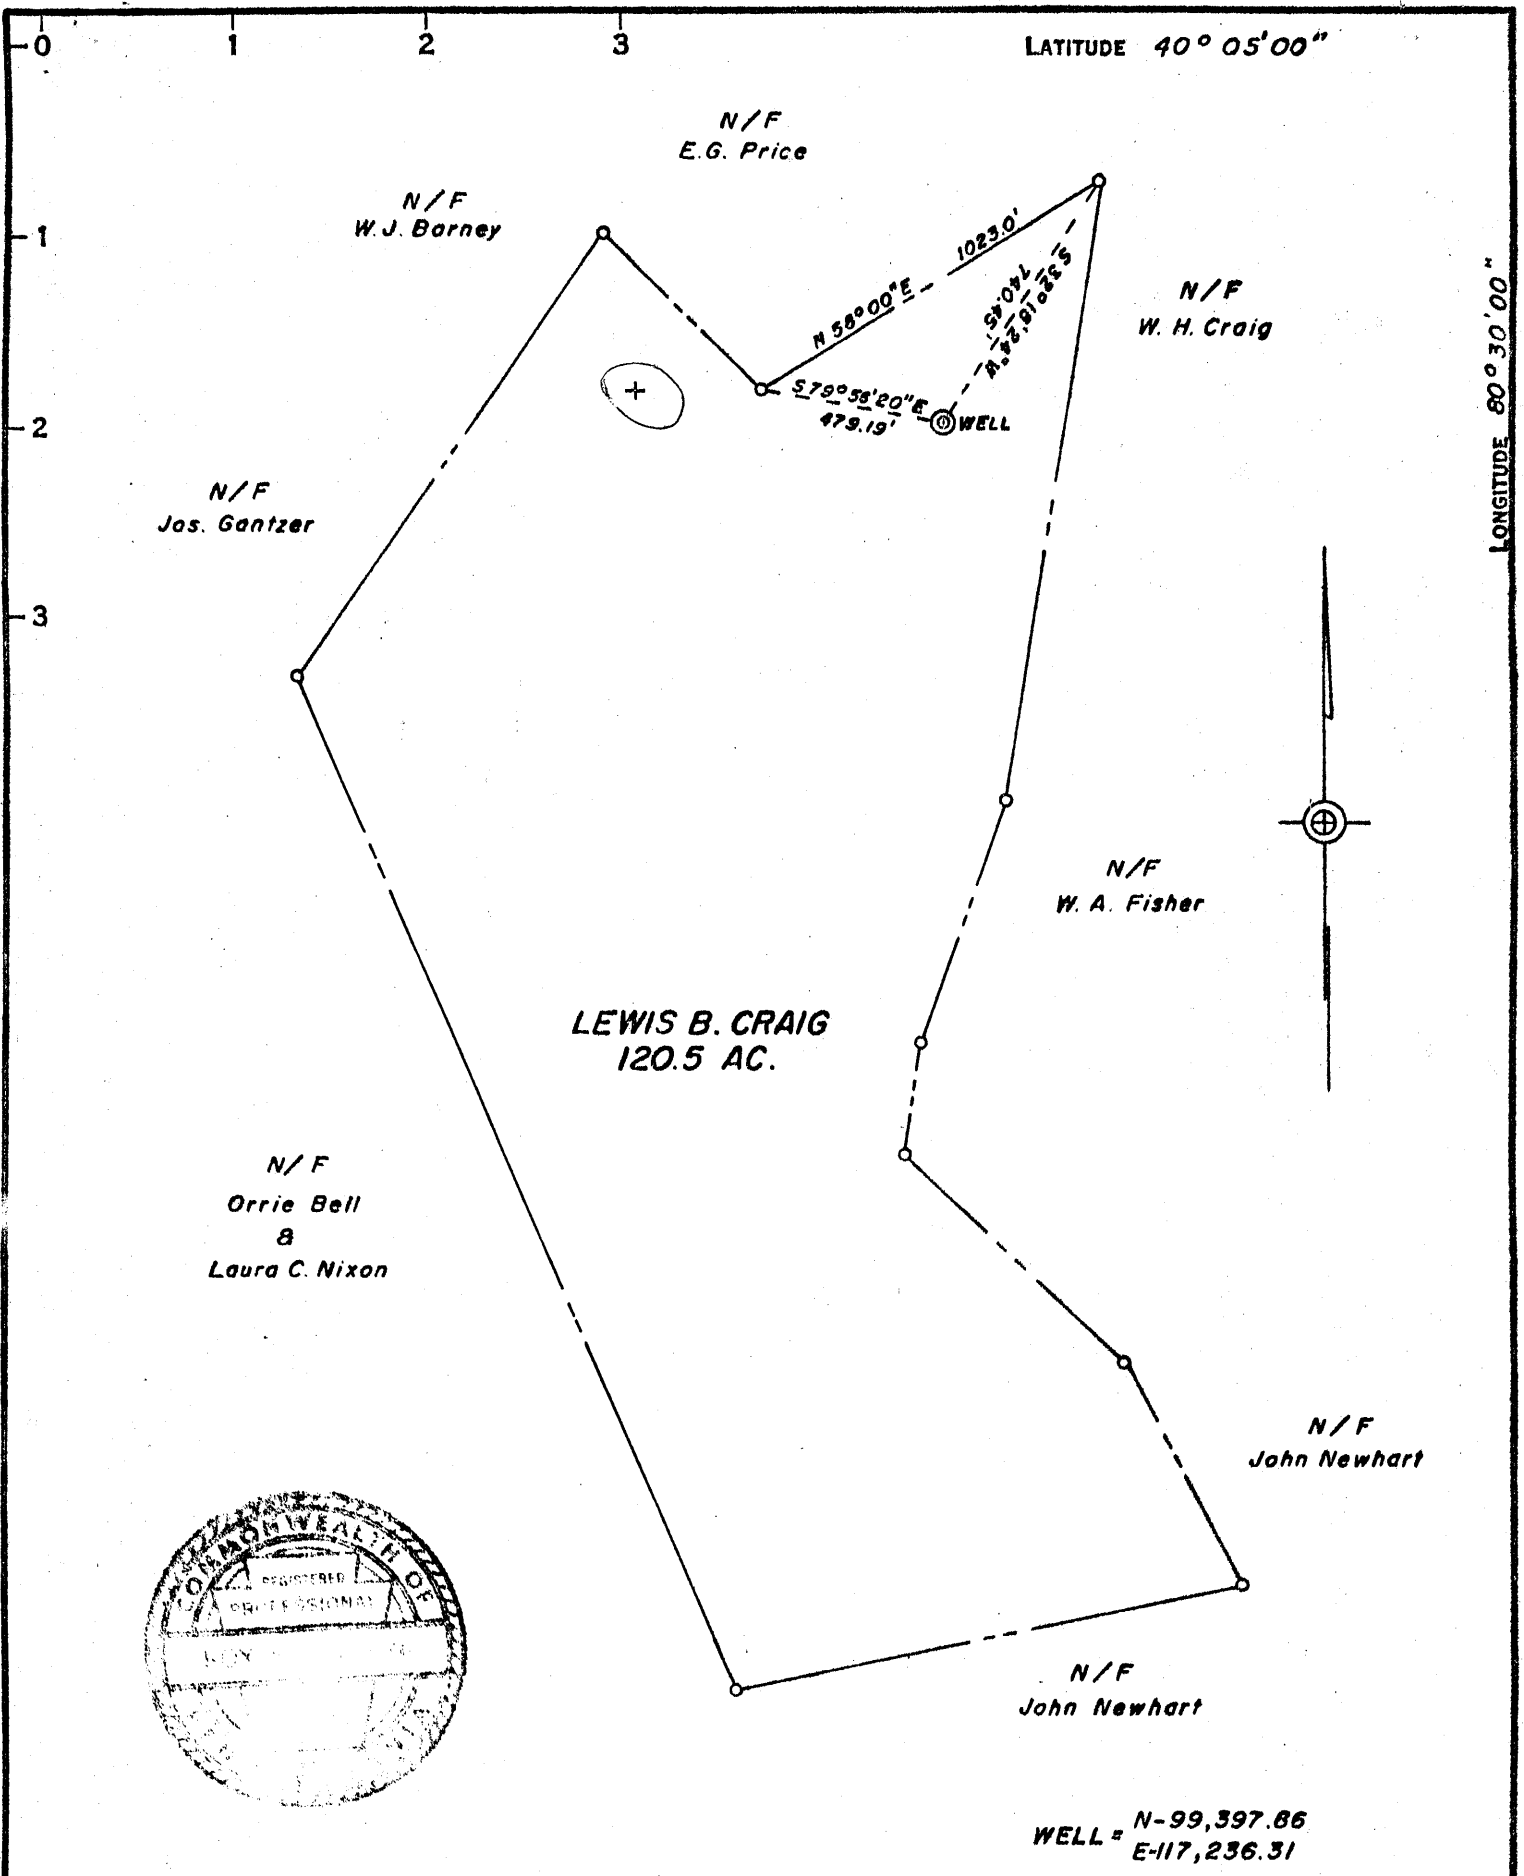 0 1 2 3 LATITUDE 40° 05' 00"
N/F
E.G. Price
N/F
W.J. Barney
1
N 58° 00" E 1023.0'
S 32° 18' 24" W
740.45'
N/F
W. H. Craig
LONGITUDE 80° 30' 00"
S 79° 56' 20" E
479.19'
WELL
2
N/F
Jas. Gantzer
3
N/F
W. A. Fisher
LEWIS B. CRAIG
120.5 AC.
N/F
Orrie Bell
&
Laura C. Nixon
N/F
John Newhart
COMMONWEALTH OF
REGISTERED
PROFESSIONAL
N/F
John Newhart
WELL = N-99,397.86
E-117,236.31